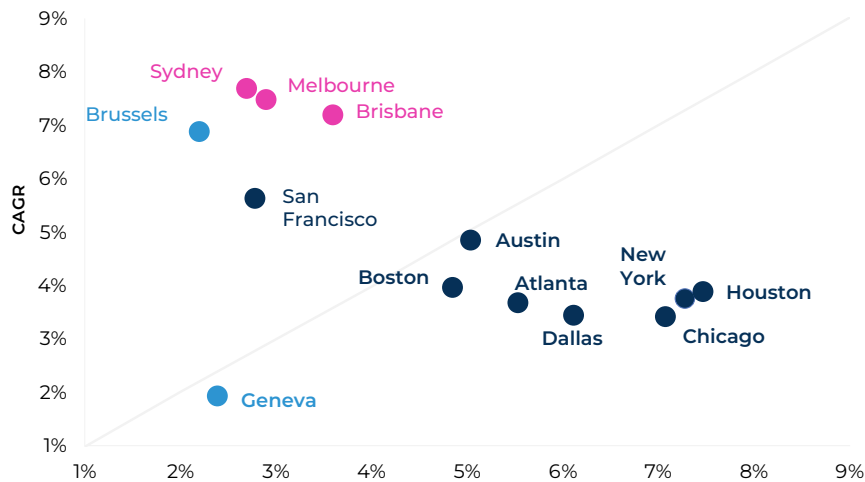 9%
8%
7%
6%
5%
4%
3%
2%
1%
CAGR
Sydney
Melbourne
Brisbane
Brussels
San
Francisco
Austin
New
York
Boston
Atlanta
Houston
Dallas
Chicago
Geneva
1%
2%
3%
4%
5%
6%
7%
8%
9%